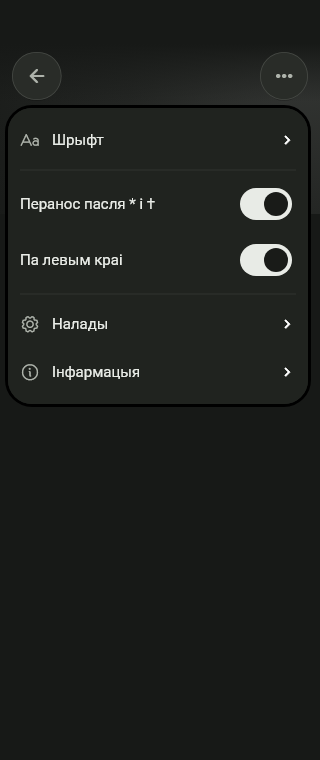 Aa Шрыфт
Перанос пасля * і †
Па левым краі
Налады
Інфармацыя